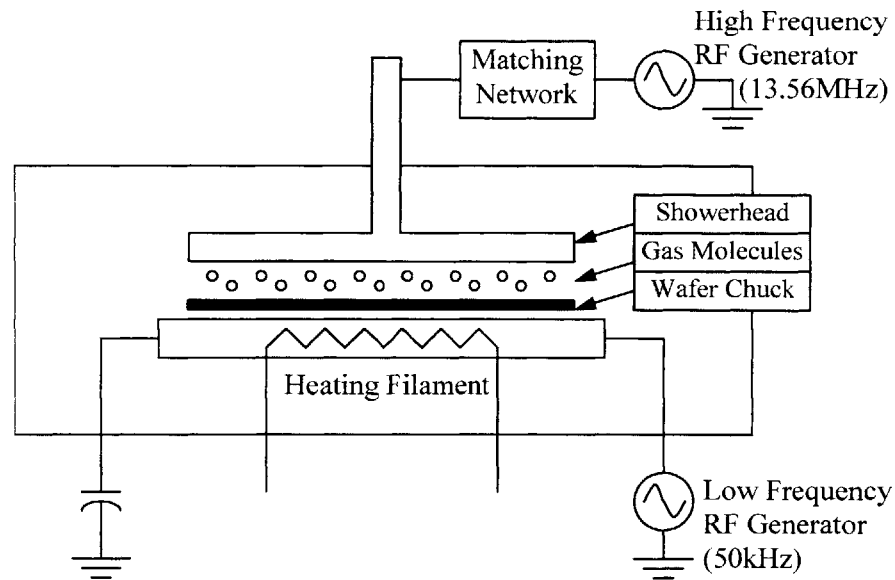 High Frequency
RF Generator
(13.56MHz)
Matching
Network
Showerhead
Gas Molecules
Wafer Chuck
Heating Filament
Low Frequency
RF Generator
(50kHz)